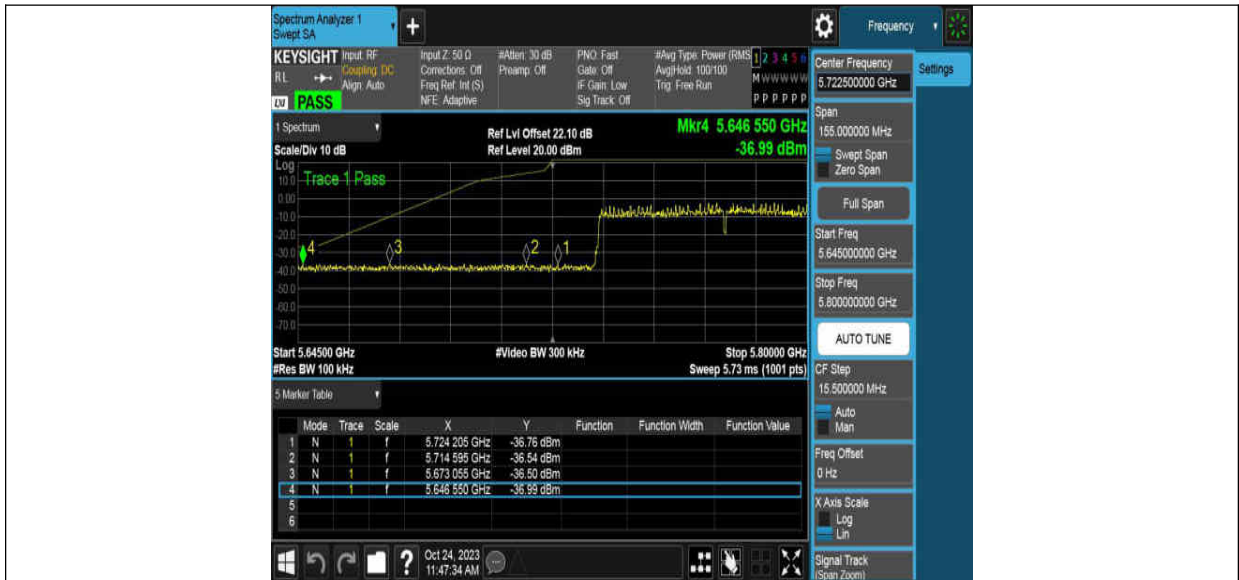 Spectrum Analyzer 1
Swept SA
+
Frequency
KEYSIGHT
RL
LXI
PASS
Input: RF
Coupling: DC
Align: Auto
Input Z: 50 Ω
Corrections: Off
Freq Ref: Int (S)
NFE: Adaptive
#Atten: 30 dB
Preamp: Off
PNO: Fast
Gate: Off
IF Gain: Low
Sig Track: Off
#Avg Type: Power (RMS
Avg|Hold: 100/100
Trig: Free Run
1 2 3 4 5 6
M W W W W W
P P P P P P
1 Spectrum
Scale/Div 10 dB
Ref Lvl Offset 22.10 dB
Ref Level 20.00 dBm
Mkr4 5.646 550 GHz
-36.99 dBm
Log
Trace 1 Pass
10.0
0.00
-10.0
-20.0
-30.0
-40.0
-50.0
-60.0
-70.0
4
3
2
1
Start 5.64500 GHz
#Res BW 100 kHz
#Video BW 300 kHz
Stop 5.80000 GHz
Sweep 5.73 ms (1001 pts)
5 Marker Table
Mode Trace Scale X Y Function Function Width Function Value
1 N 1 f 5.724 205 GHz -36.76 dBm
2 N 1 f 5.714 595 GHz -36.54 dBm
3 N 1 f 5.673 055 GHz -36.50 dBm
4 N 1 f 5.646 550 GHz -36.99 dBm
5
6
?
Oct 24, 2023
11:47:34 AM
Center Frequency
5.722500000 GHz
Settings
Span
155.000000 MHz
Swept Span
Zero Span
Full Span
Start Freq
5.645000000 GHz
Stop Freq
5.800000000 GHz
AUTO TUNE
CF Step
15.500000 MHz
Auto
Man
Freq Offset
0 Hz
X Axis Scale
Log
Lin
Signal Track
(Span Zoom)